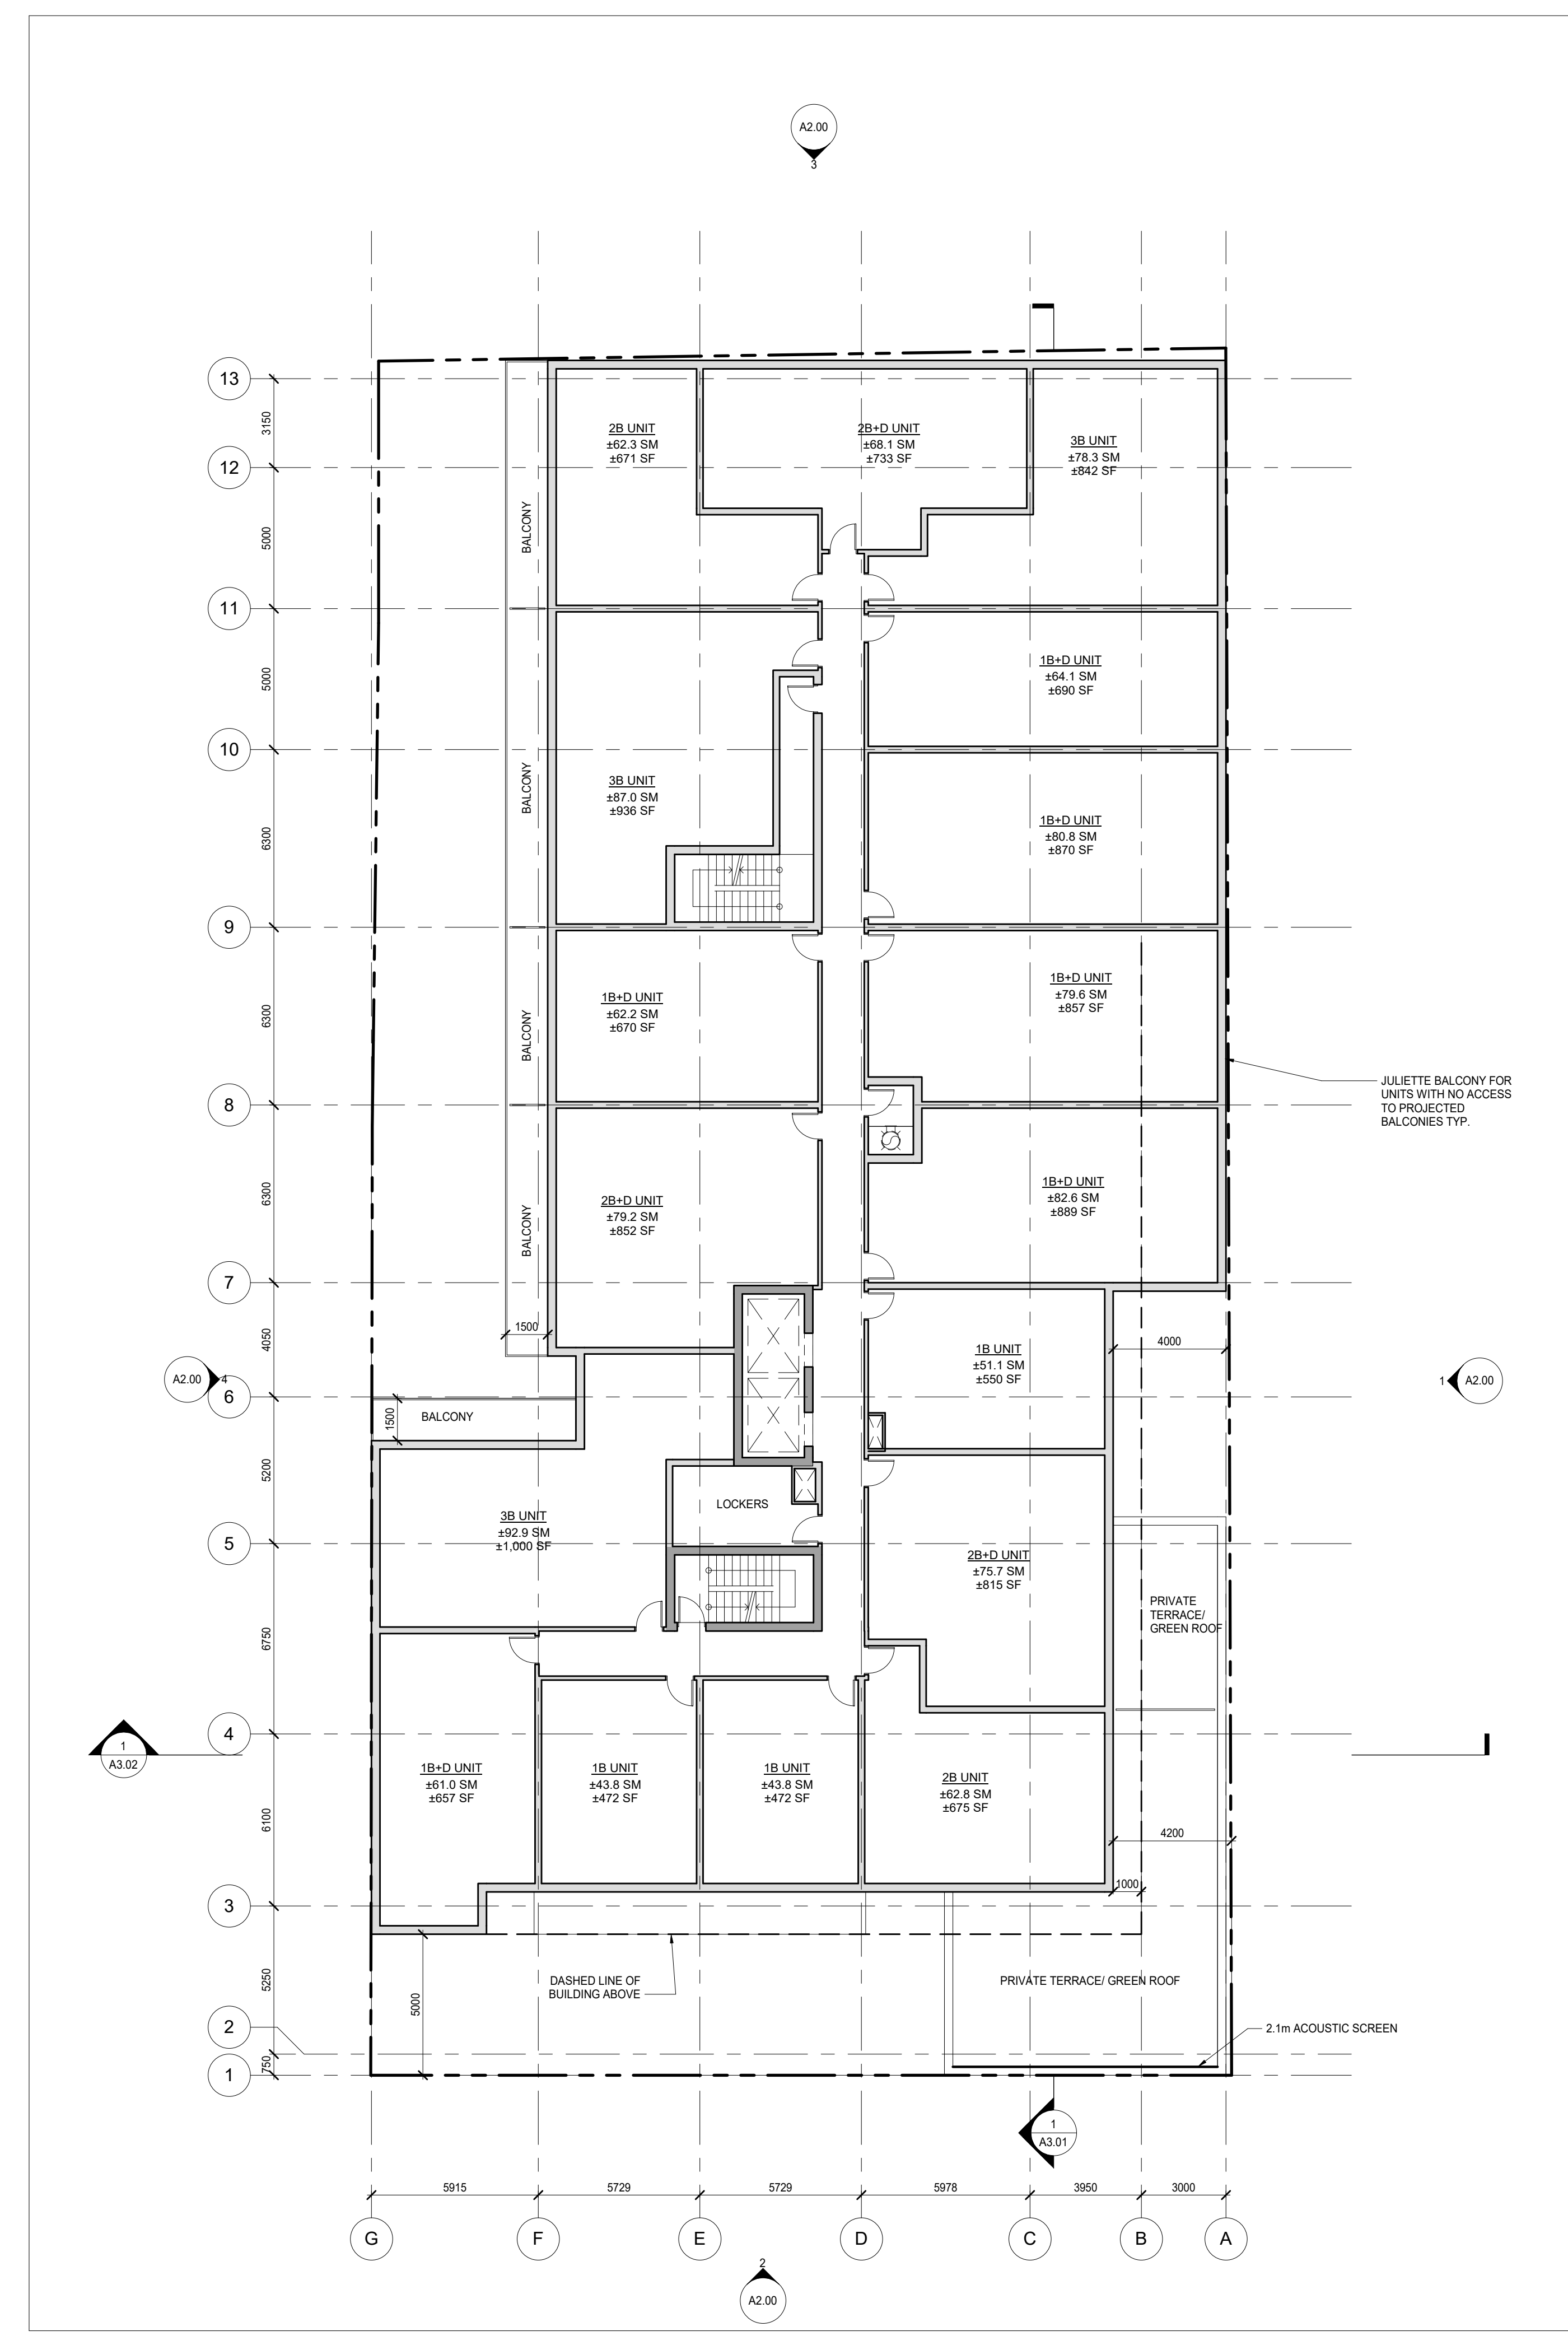 A2.00
3
13
12
11
10
9
8
7
6
5
4
3
2
1
3150
5000
5000
6300
6300
6300
4050
5200
6750
6100
5250
750
2B UNIT
±62.3 SM
±671 SF
2B+D UNIT
±68.1 SM
±733 SF
3B UNIT
±78.3 SM
±842 SF
BALCONY
1B+D UNIT
±64.1 SM
±690 SF
3B UNIT
±87.0 SM
±936 SF
BALCONY
1B+D UNIT
±80.8 SM
±870 SF
1B+D UNIT
±62.2 SM
±670 SF
BALCONY
1B+D UNIT
±79.6 SM
±857 SF
JULIETTE BALCONY FOR
UNITS WITH NO ACCESS
TO PROJECTED
BALCONIES TYP.
2B+D UNIT
±79.2 SM
±852 SF
BALCONY
1B+D UNIT
±82.6 SM
±889 SF
1500
1B UNIT
±51.1 SM
±550 SF
4000
A2.00
4
1
A2.00
1500
BALCONY
LOCKERS
3B UNIT
±92.9 SM
±1,000 SF
2B+D UNIT
±75.7 SM
±815 SF
PRIVATE
TERRACE/
GREEN ROOF
1
A3.02
1B+D UNIT
±61.0 SM
±657 SF
1B UNIT
±43.8 SM
±472 SF
1B UNIT
±43.8 SM
±472 SF
2B UNIT
±62.8 SM
±675 SF
4200
1000
5000
DASHED LINE OF
BUILDING ABOVE
PRIVATE TERRACE/ GREEN ROOF
2.1m ACOUSTIC SCREEN
1
A3.01
5915
5729
5729
5978
3950
3000
G
F
E
D
C
B
A
2
A2.00